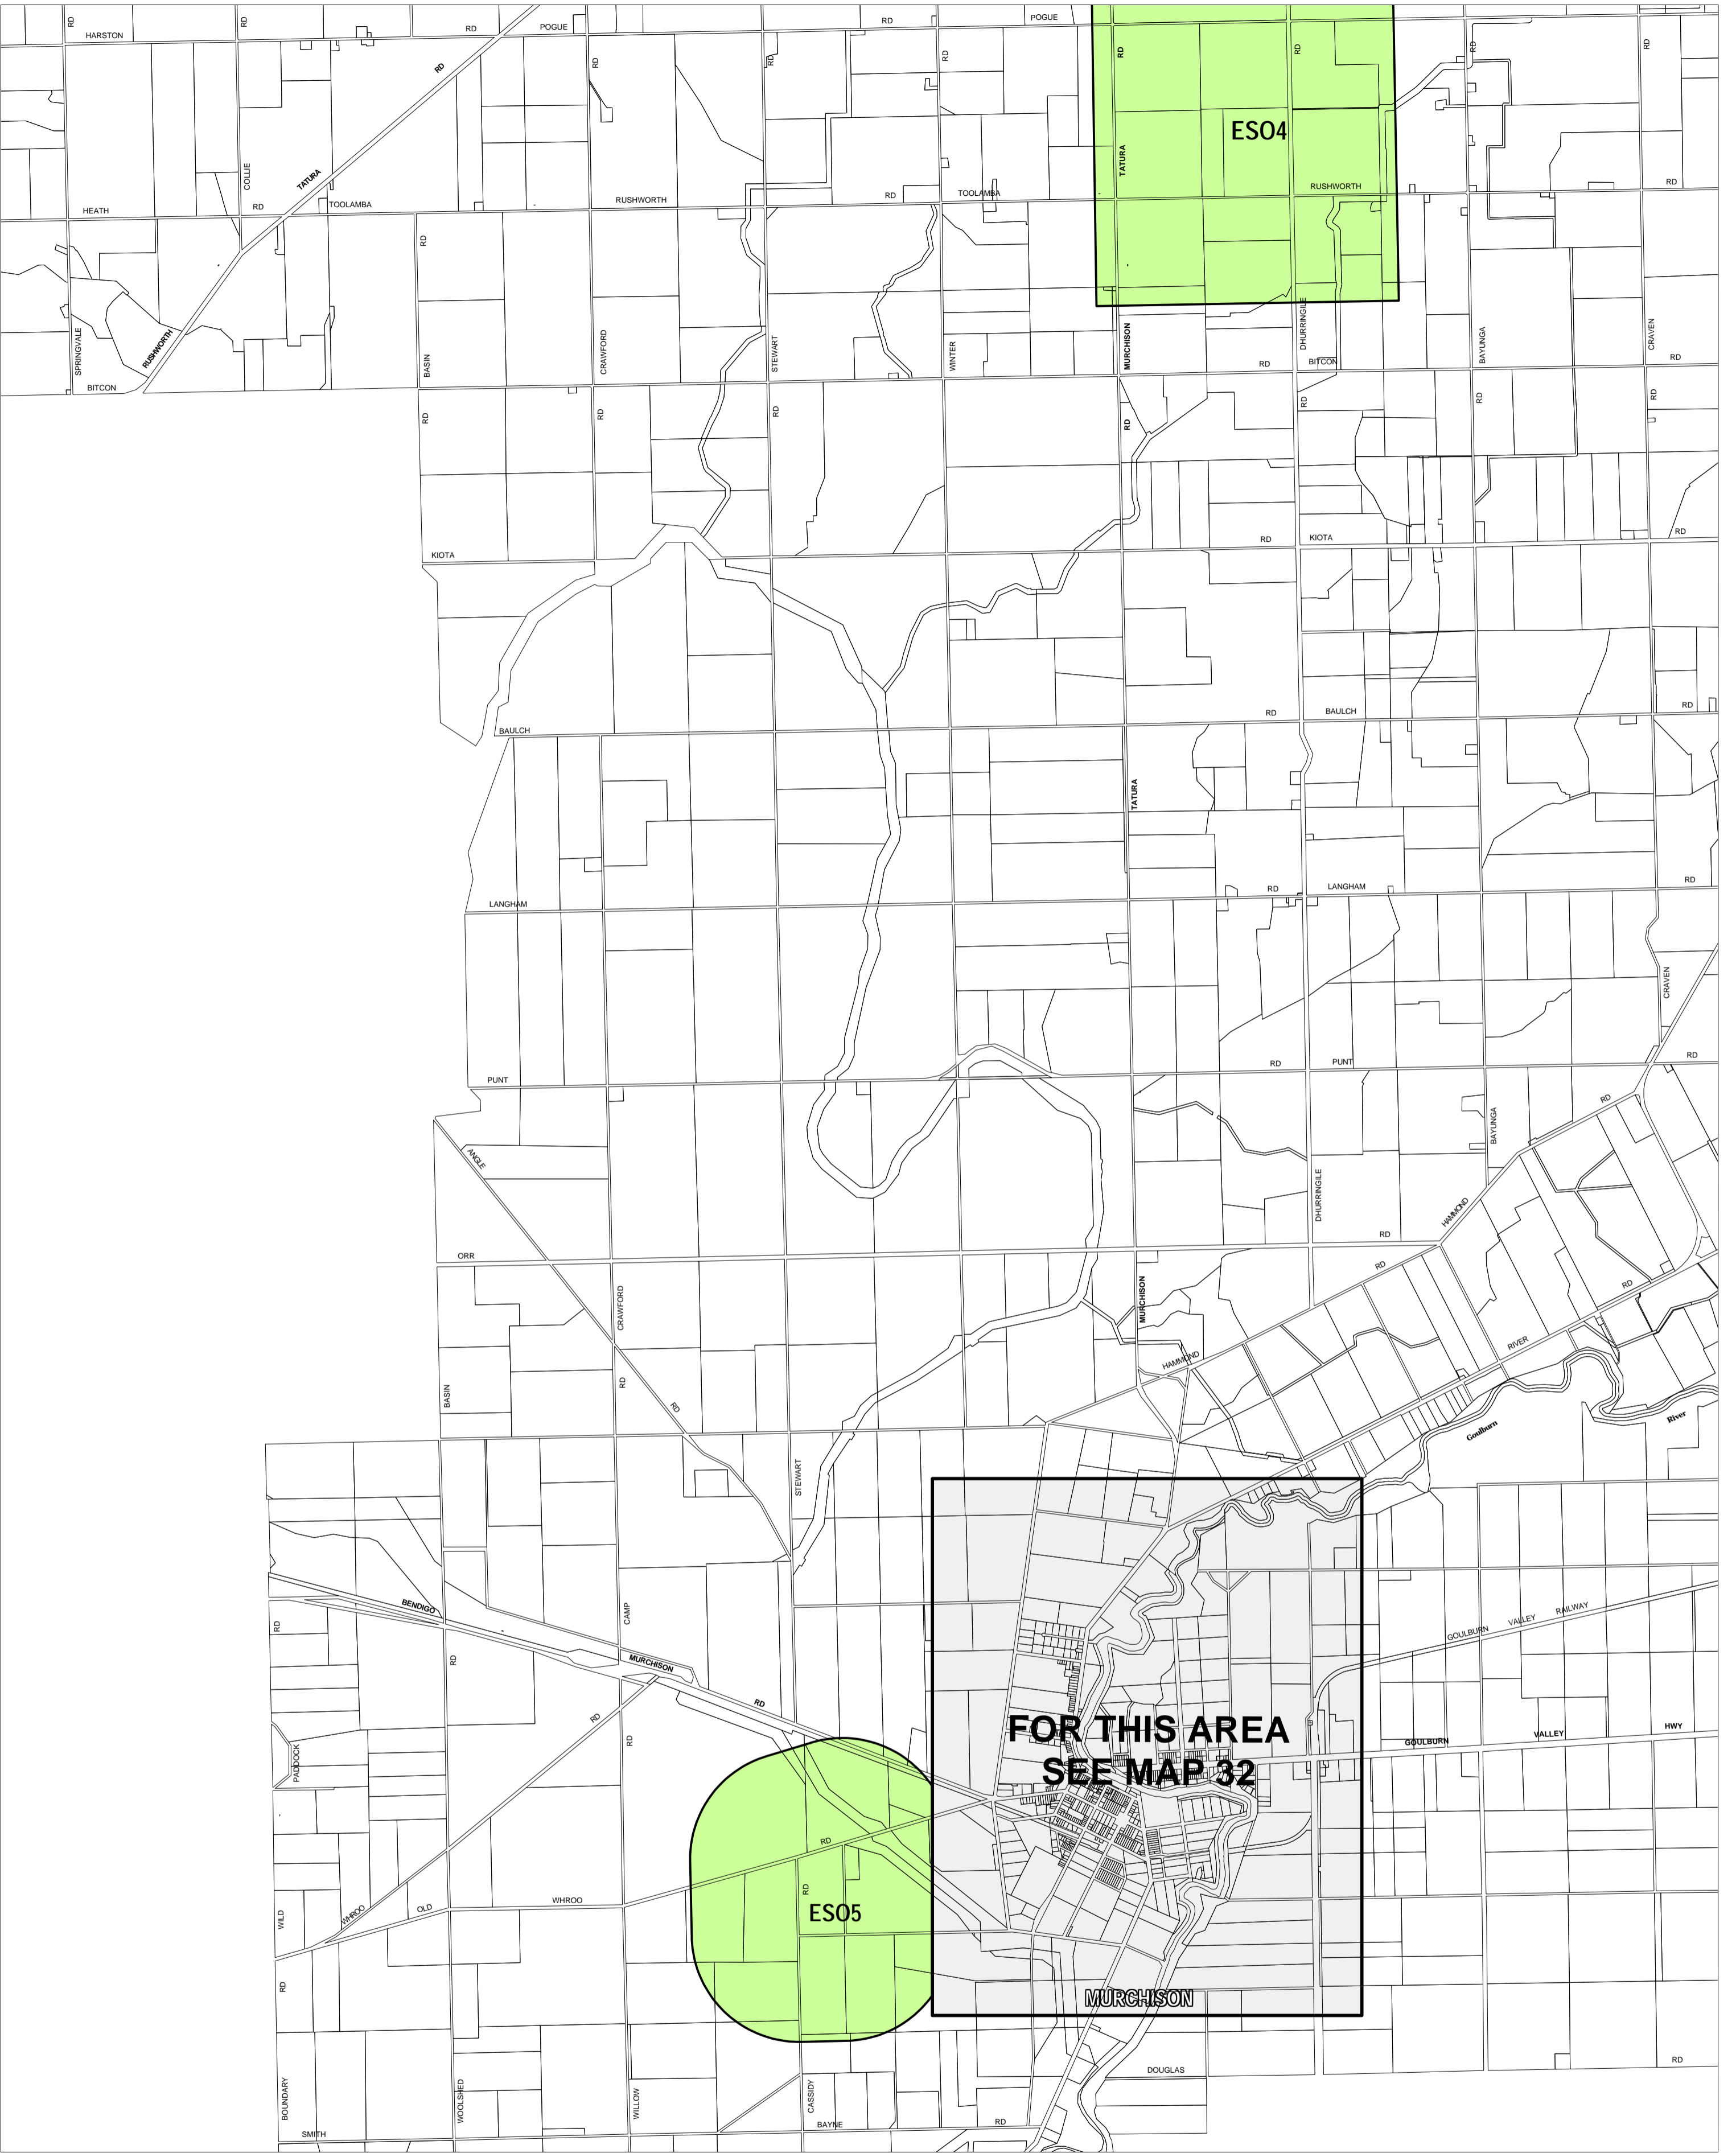 RD
RD
RD
POGUE
RD
POGUE
HARSTON
RD
RD
RD
RD
RD
RD
RD
RD
RD
ESO4
COLLIE
TATURA
TATURA
HEATH
RD
TOOLAMBA
RUSHWORTH
RD
TOOLAMBA
RUSHWORTH
RD
RD
SPRINGVALE
RUSHWORTH
BASIN
CRAWFORD
STEWART
WINTER
MURCHISON
DHURRINGILE
BAYUNGA
CRAVEN
BITCON
RD
BITCON
RD
RD
RD
RD
RD
RD
RD
RD
KIOTA
RD
KIOTA
RD
BAULCH
RD
BAULCH
RD
TATURA
LANGHAM
RD
LANGHAM
RD
CRAVEN
PUNT
RD
PUNT
RD
RD
ANGLE
BAYUNGA
DHURRINGILE
HAMMOND
ORR
RD
RD
RD
CRAWFORD
MURCHISON
RIVER
HAMMOND
BASIN
RD
RD
Goulburn
River
STEWART
BENDIGO
CAMP
RD
GOULBURN
VALLEY
RAILWAY
RD
MURCHISON
RD
RD
RD
PADDOCK
FOR THIS AREA
SEE MAP 32
GOULBURN
VALLEY
HWY
RD
WILD
WHROO
OLD
WHROO
RD
ESO5
RD
MURCHISON
BOUNDARY
WOOLSHED
WILLOW
CASSIDY
DOUGLAS
RD
SMITH
BAYNE
RD